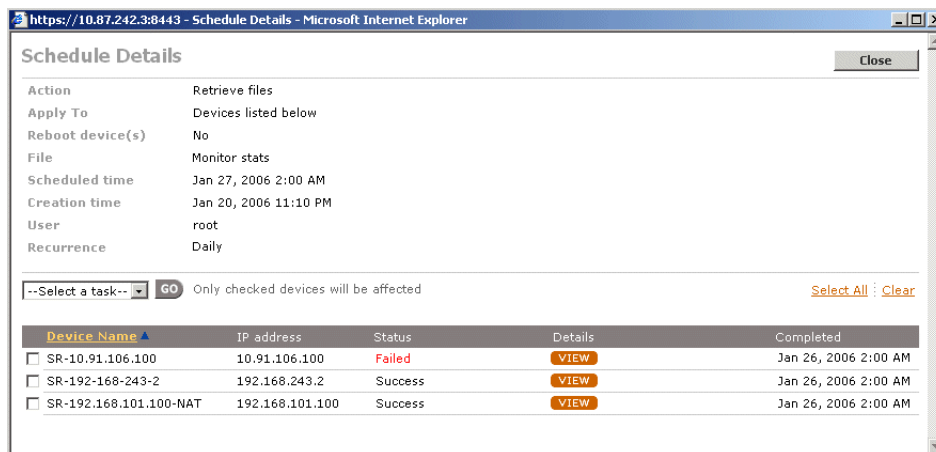 https://10.87.242.3:8443 - Schedule Details - Microsoft Internet Explorer
Schedule Details
Close
Action Retrieve files
Apply To Devices listed below
Reboot device(s) No
File Monitor stats
Scheduled time Jan 27, 2006 2:00 AM
Creation time Jan 20, 2006 11:10 PM
User root
Recurrence Daily
--Select a task-- GO Only checked devices will be affected Select All Clear
Device Name IP address Status Details Completed
SR-10.91.106.100 10.91.106.100 Failed VIEW Jan 26, 2006 2:00 AM
SR-192-168-243-2 192.168.243.2 Success VIEW Jan 26, 2006 2:00 AM
SR-192.168.101.100-NAT 192.168.101.100 Success VIEW Jan 26, 2006 2:00 AM